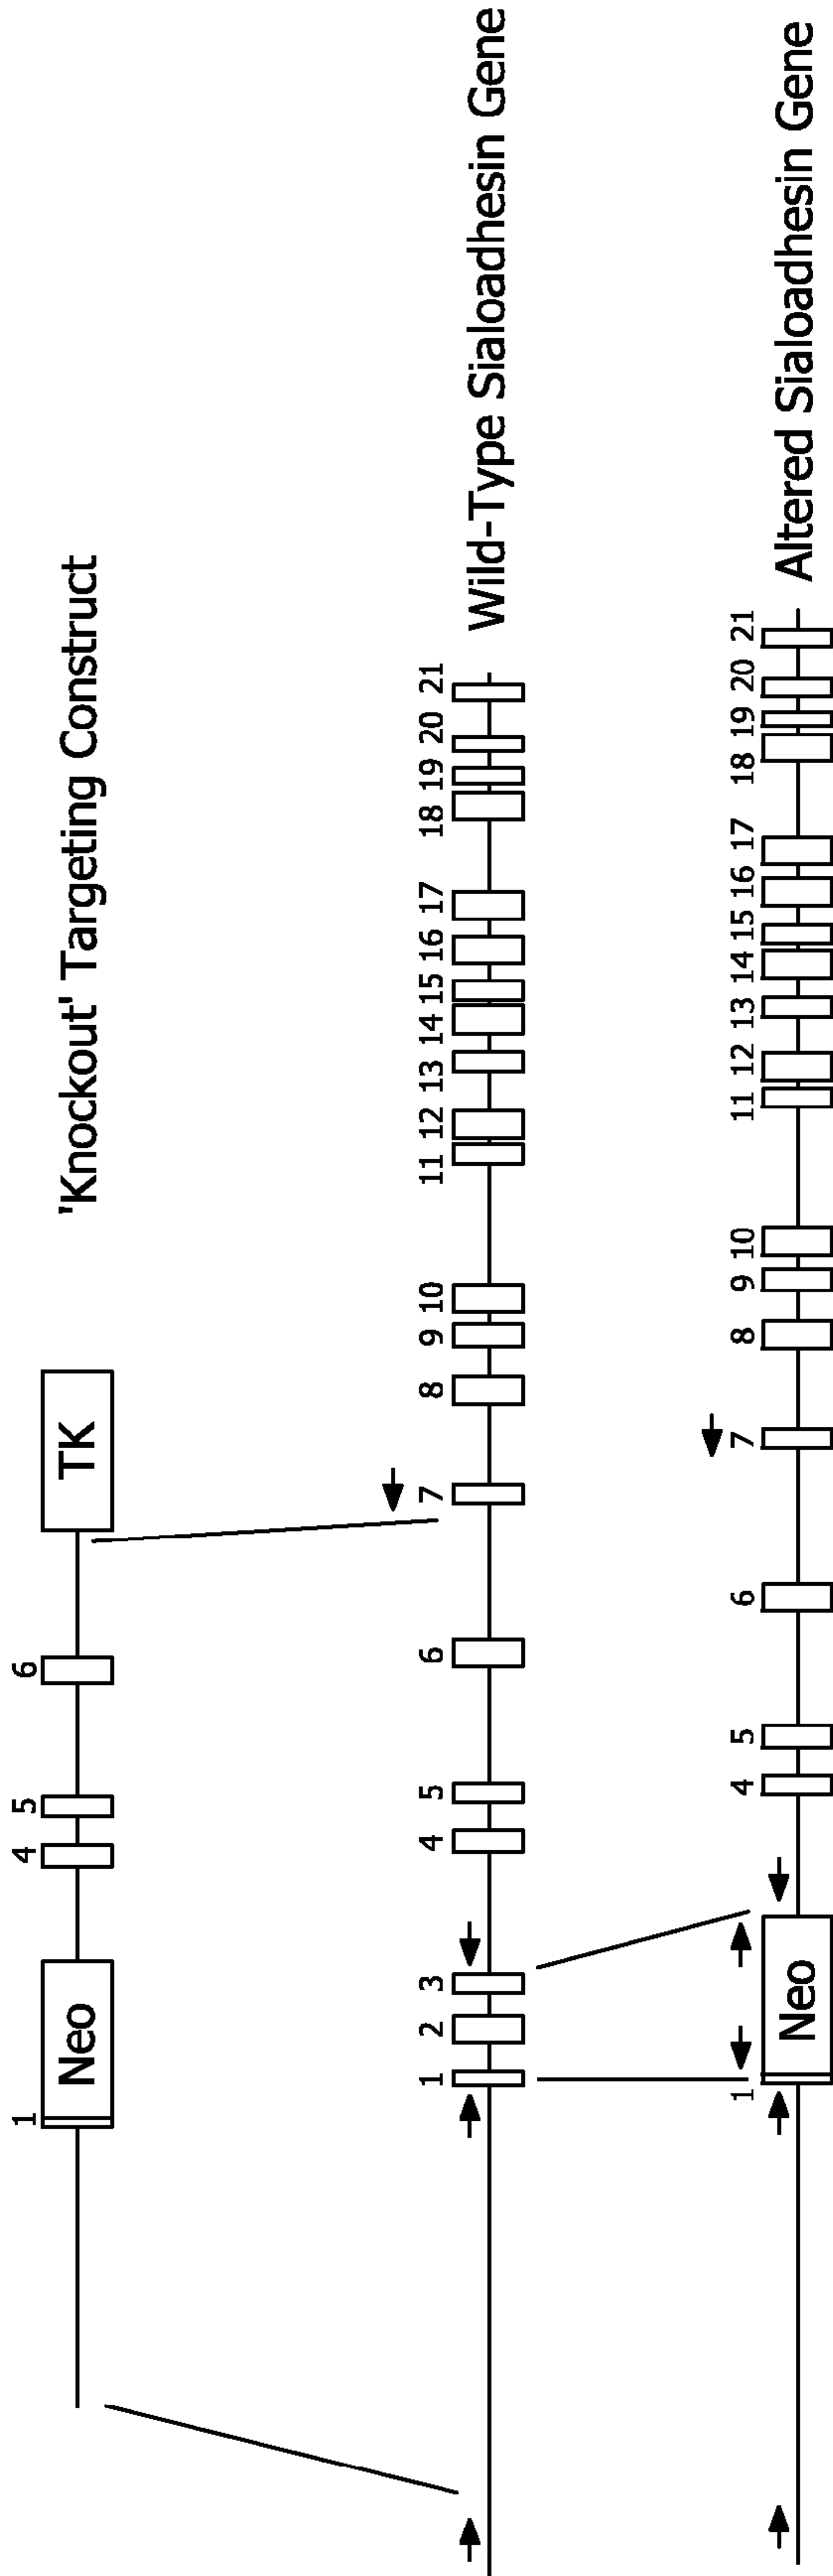 'Knockout' Targeting Construct
1 4 5 6
Neo TK
Wild-Type Sialoadhesin Gene
1 2 3 4 5 6 7 8 9 10 11 12 13 14 15 16 17 18 19 20 21
Altered Sialoadhesin Gene
1 4 5 6 7 8 9 10 11 12 13 14 15 16 17 18 19 20 21
Neo